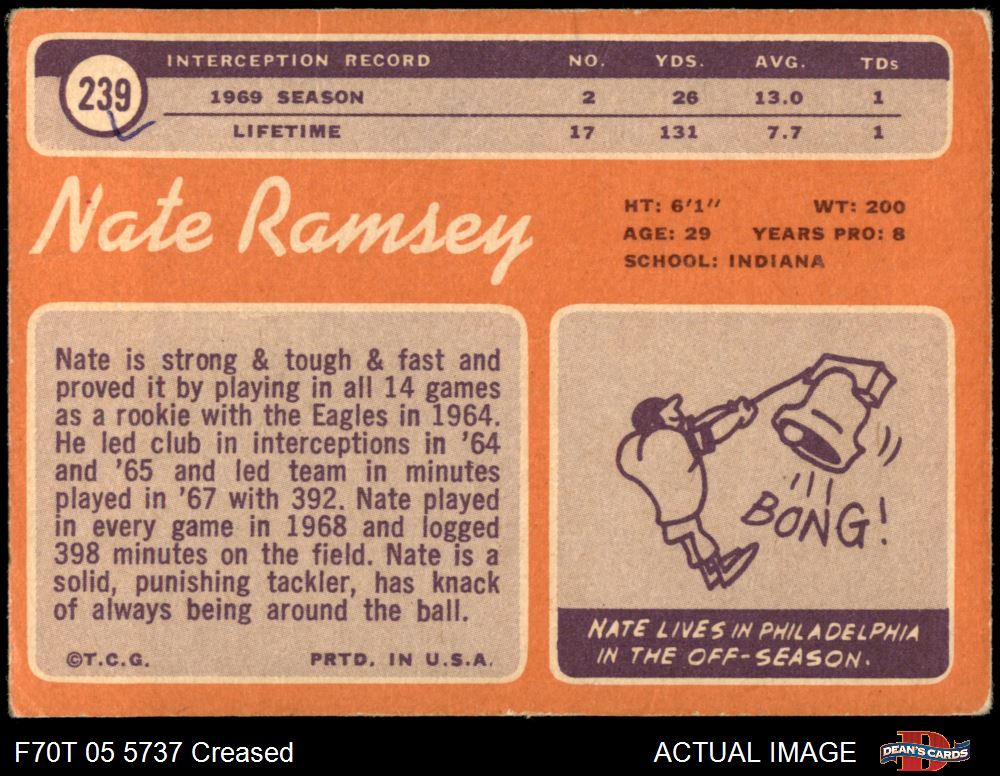 239
INTERCEPTION RECORD NO. YDS. AVG. TDs
1969 SEASON 2 26 13.0 1
LIFETIME 17 131 7.7 1
Nate Ramsey
HT: 6'1" WT: 200
AGE: 29 YEARS PRO: 8
SCHOOL: INDIANA
Nate is strong & tough & fast and
proved it by playing in all 14 games
as a rookie with the Eagles in 1964.
He led club in interceptions in '64
and '65 and led team in minutes
played in '67 with 392. Nate played
in every game in 1968 and logged
398 minutes on the field. Nate is a
solid, punishing tackler, has knack
of always being around the ball.
©T.C.G. PRTD. IN U.S.A.
BONG!
NATE LIVES IN PHILADELPHIA
IN THE OFF-SEASON.
F70T 05 5737 Creased
ACTUAL IMAGE
D
DEAN'S CARDS